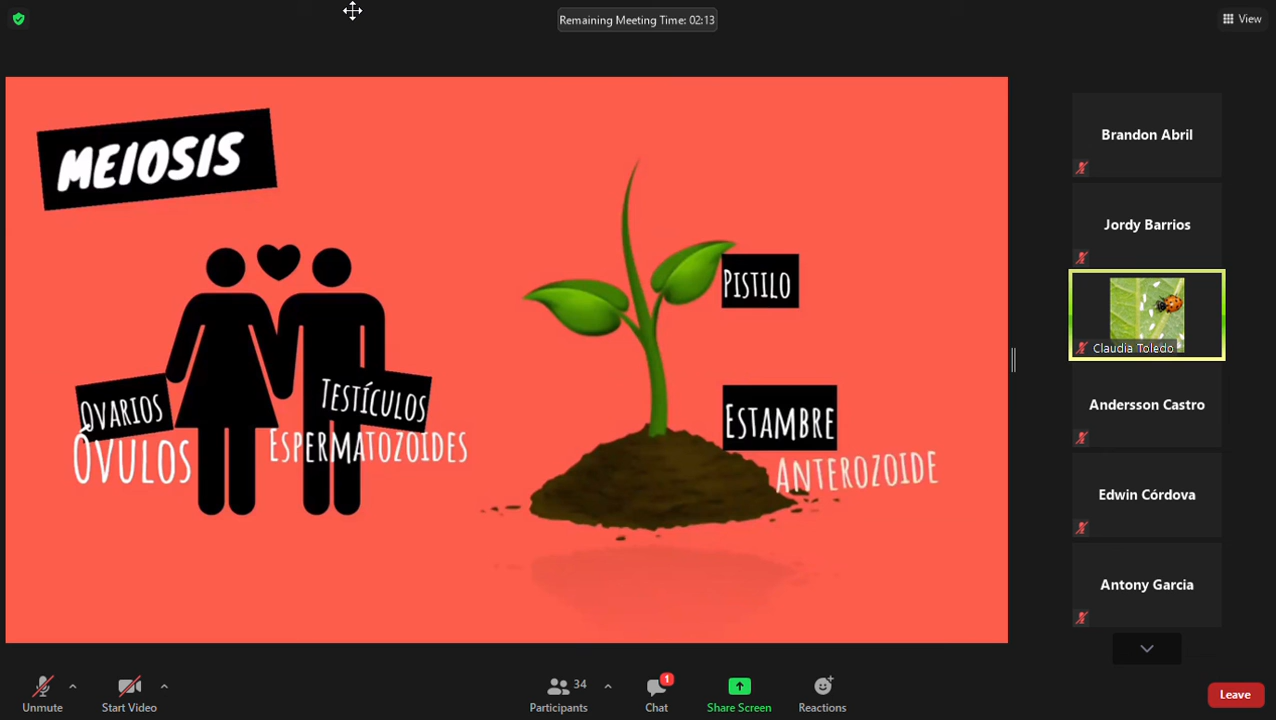 Remaining Meeting Time: 02:13
View
MEIOSIS
PISTILO
OVARIOS
ÓVULOS
TESTÍCULOS
ESPERMATOZOIDES
ESTAMBRE
ANTEROZOIDE
Brandon Abril
Jordy Barrios
Claudia Toledo
Andersson Castro
Edwin Córdova
Antony Garcia
Unmute
Start Video
34
Participants
1
Chat
Share Screen
Reactions
Leave